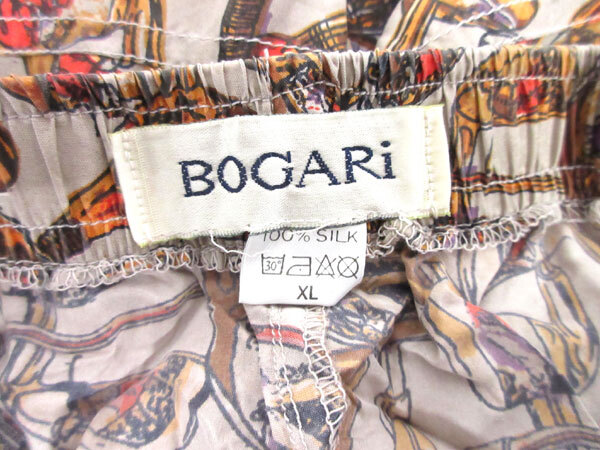 BOGARi
100% SILK
30°
XL